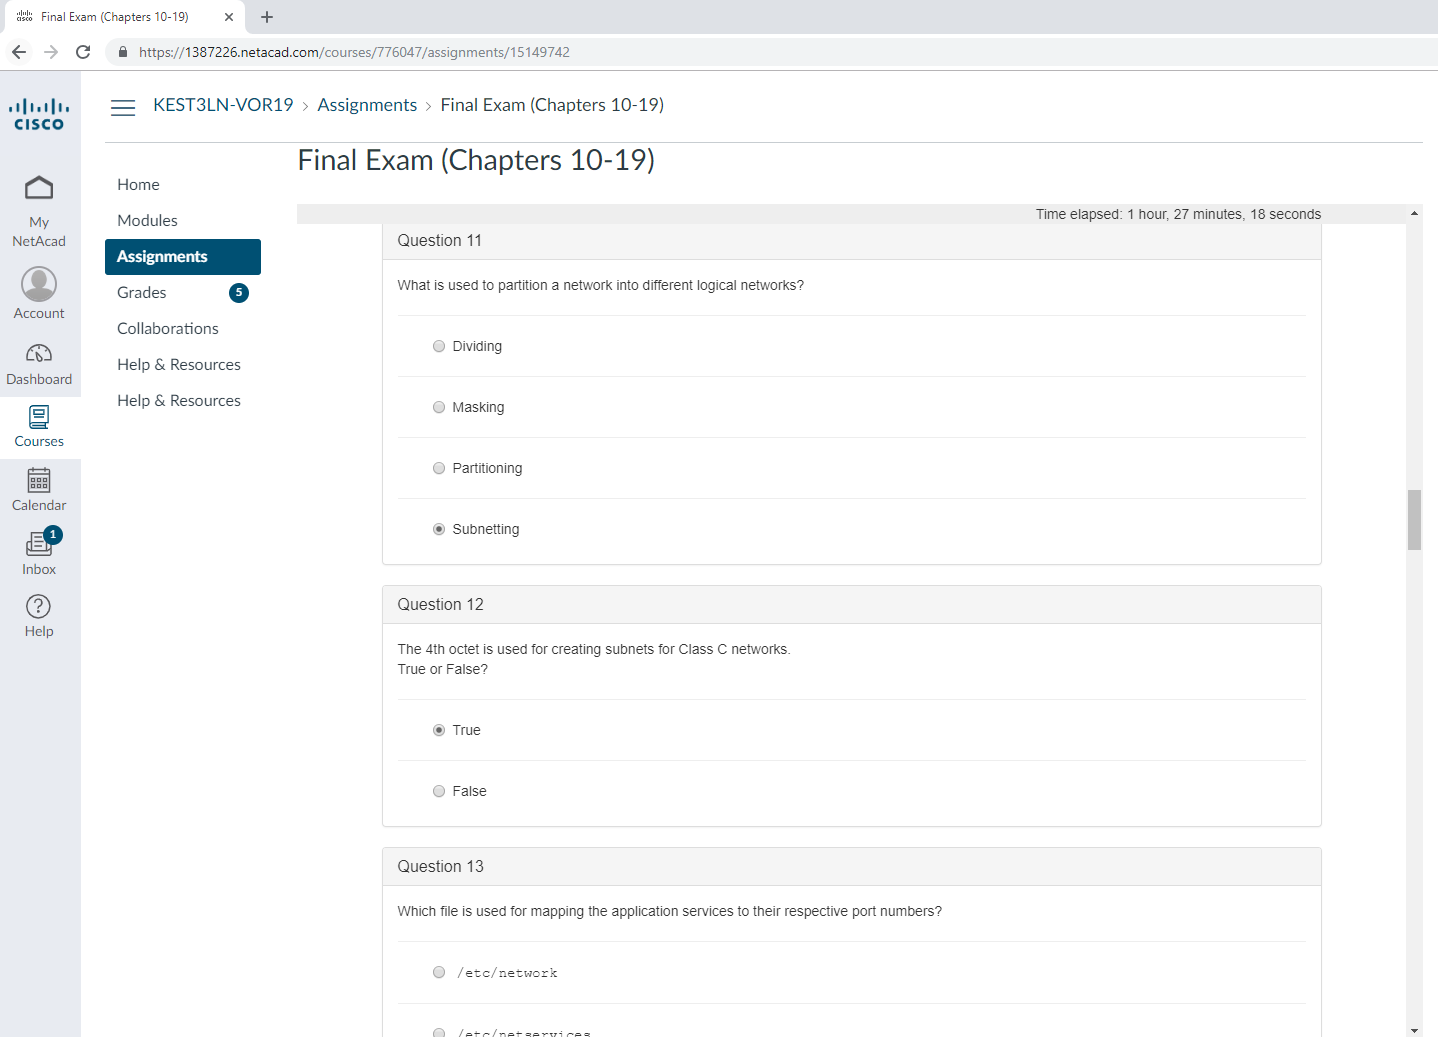 Final Exam (Chapters 10-19)
https://1387226.netacad.com/courses/776047/assignments/15149742
CISCO
KEST3LN-VOR19 > Assignments > Final Exam (Chapters 10-19)
My
NetAcad
Account
Dashboard
Courses
Calendar
1
Inbox
?
Help
Home
Modules
Assignments
Grades 5
Collaborations
Help & Resources
Help & Resources
Final Exam (Chapters 10-19)
Time elapsed: 1 hour, 27 minutes, 18 seconds
Question 11
What is used to partition a network into different logical networks?
Dividing
Masking
Partitioning
Subnetting
Question 12
The 4th octet is used for creating subnets for Class C networks.
True or False?
True
False
Question 13
Which file is used for mapping the application services to their respective port numbers?
/etc/network
/etc/netservices